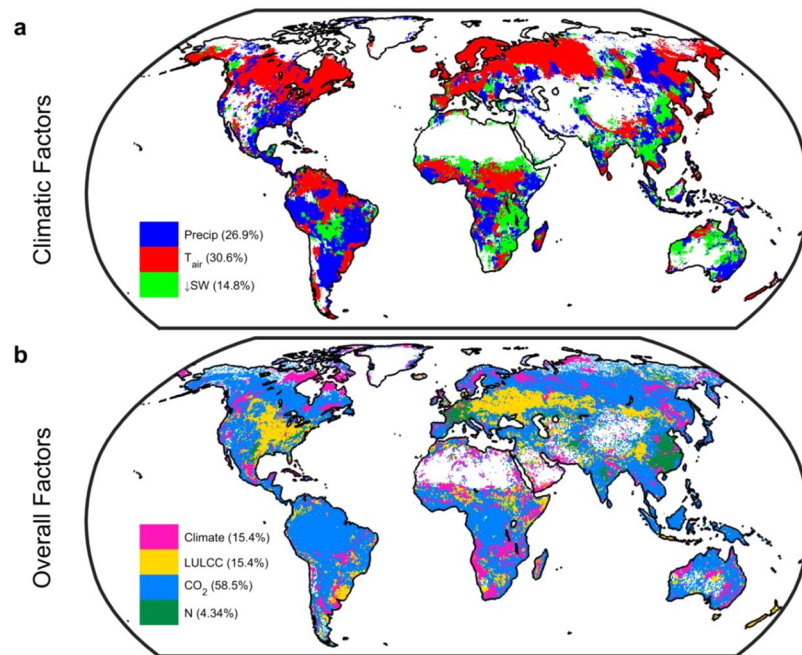 a
Climatic Factors
Precip (26.9%)
Tair (30.6%)
↓SW (14.8%)
b
Overall Factors
Climate (15.4%)
LULCC (15.4%)
CO2 (58.5%)
N (4.34%)